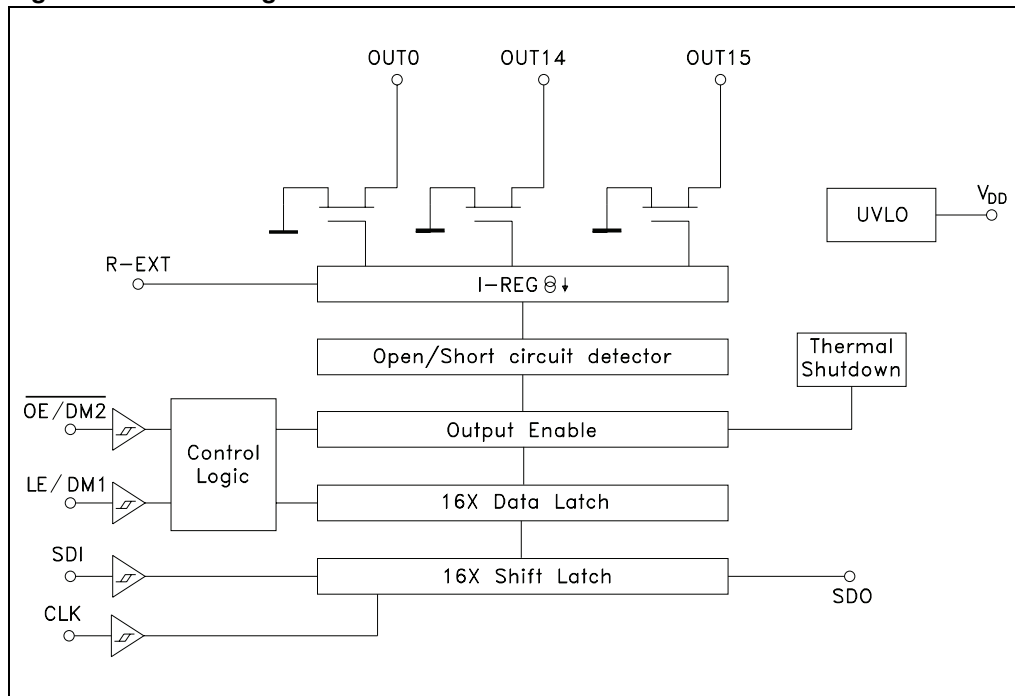 OUT0 OUT14 OUT15
UVLO
VDD
R-EXT
I-REG
Open/Short circuit detector
Thermal
Shutdown
OE/DM2
Output Enable
Control
Logic
LE/DM1
16X Data Latch
SDI
16X Shift Latch
SDO
CLK